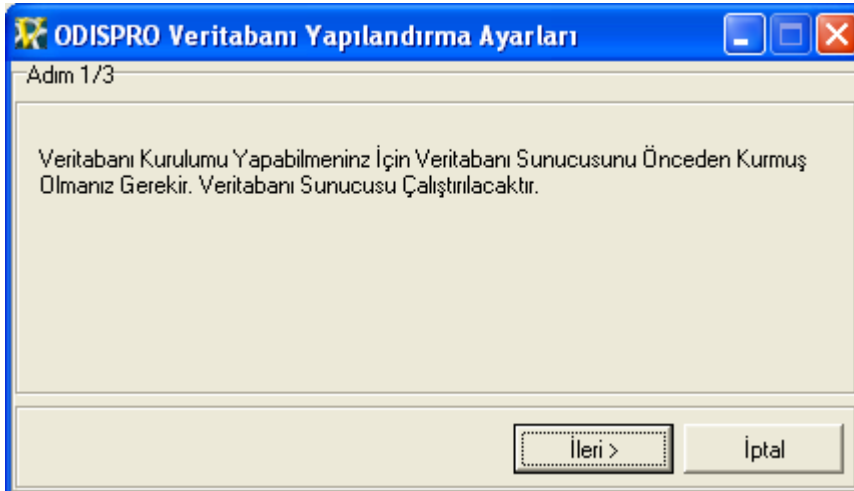 ODISPRO Veritabanı Yapılandırma Ayarları
Adım 1/3
Veritabanı Kurulumu Yapabilmeninz İçin Veritabanı Sunucusunu Önceden Kurmuş
Olmanız Gerekir. Veritabanı Sunucusu Çalıştırılacaktır.
İleri >
İptal